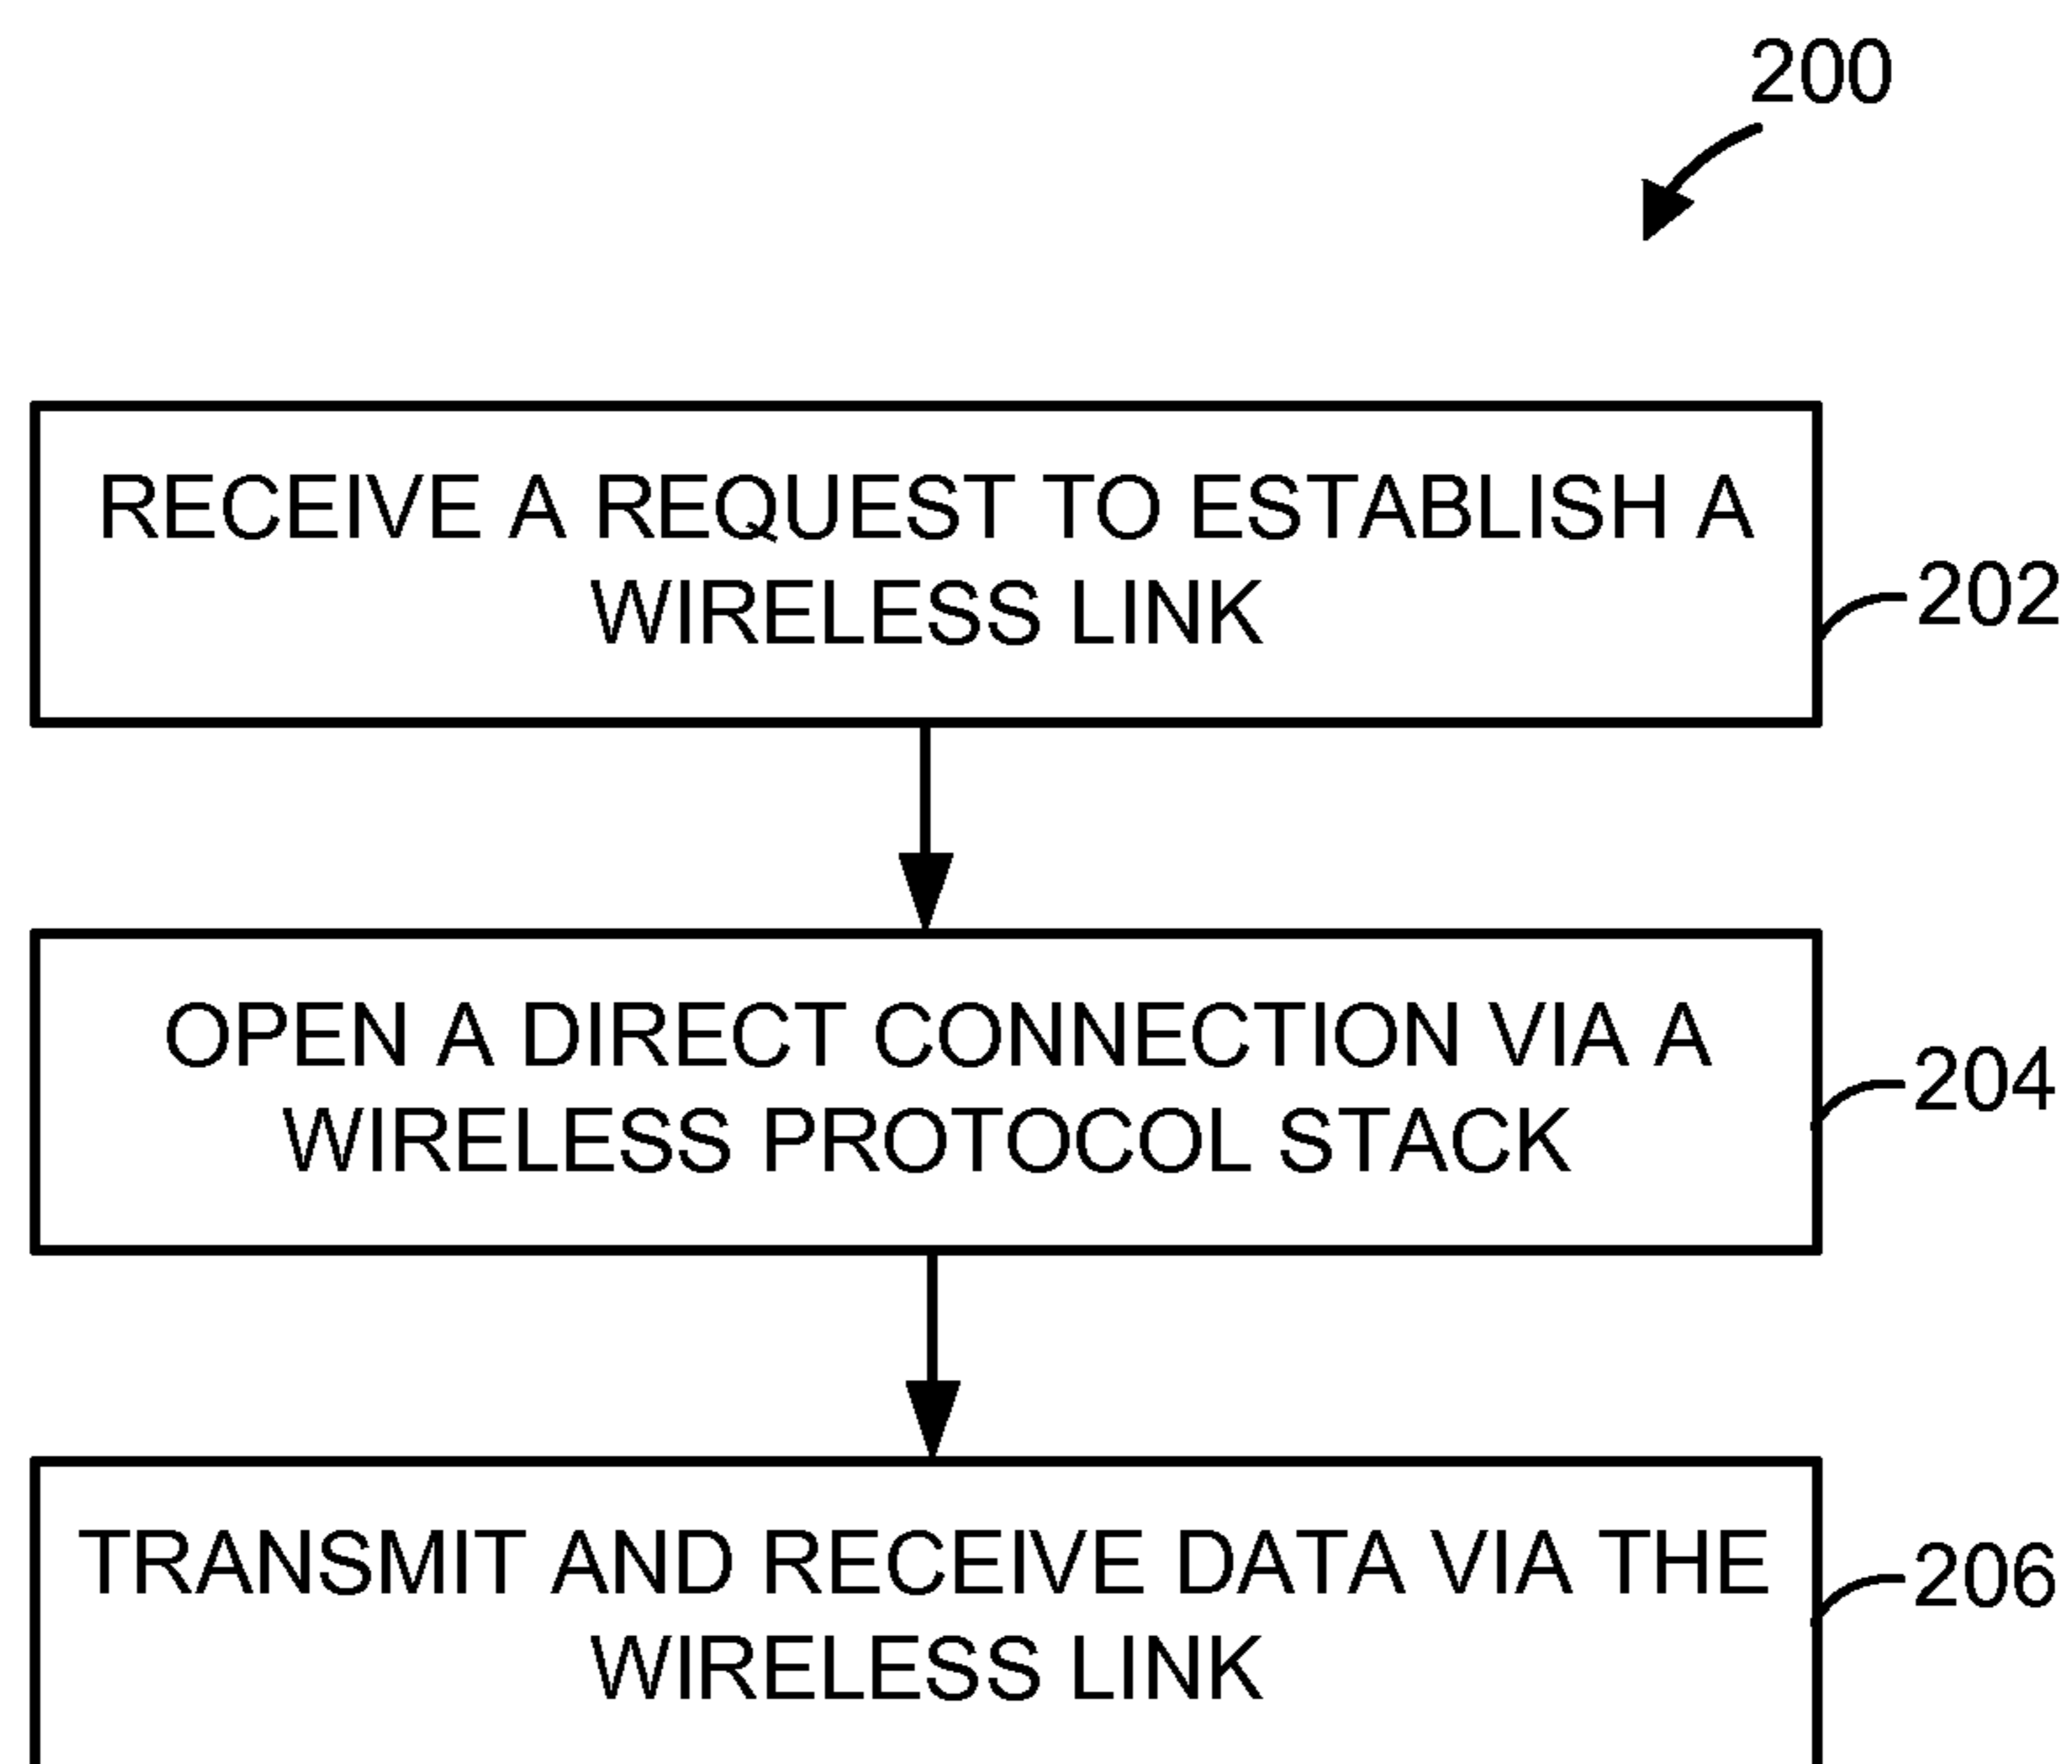 200
RECEIVE A REQUEST TO ESTABLISH A
WIRELESS LINK
202
OPEN A DIRECT CONNECTION VIA A
WIRELESS PROTOCOL STACK
204
TRANSMIT AND RECEIVE DATA VIA THE
WIRELESS LINK
206